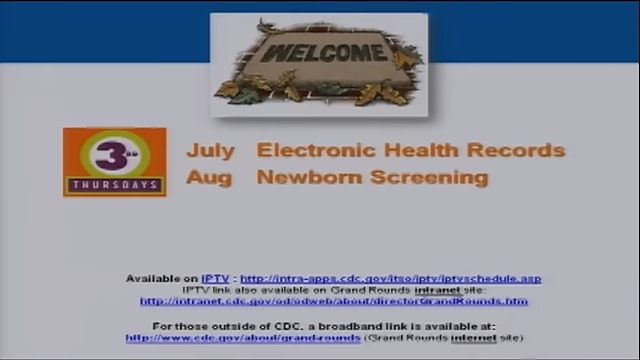 WELCOME
3RD
THURSDAYS
July Electronic Health Records
Aug Newborn Screening
Available on IPTV : http://intra-apps.cdc.gov/itso/iptv/iptvschedule.asp
IPTV link also available on Grand Rounds intranet site:
http://intranet.cdc.gov/od/odweb/about/directorGrandRounds.htm
For those outside of CDC, a broadband link is available at:
http://www.cdc.gov/about/grand-rounds (Grand Rounds internet site)